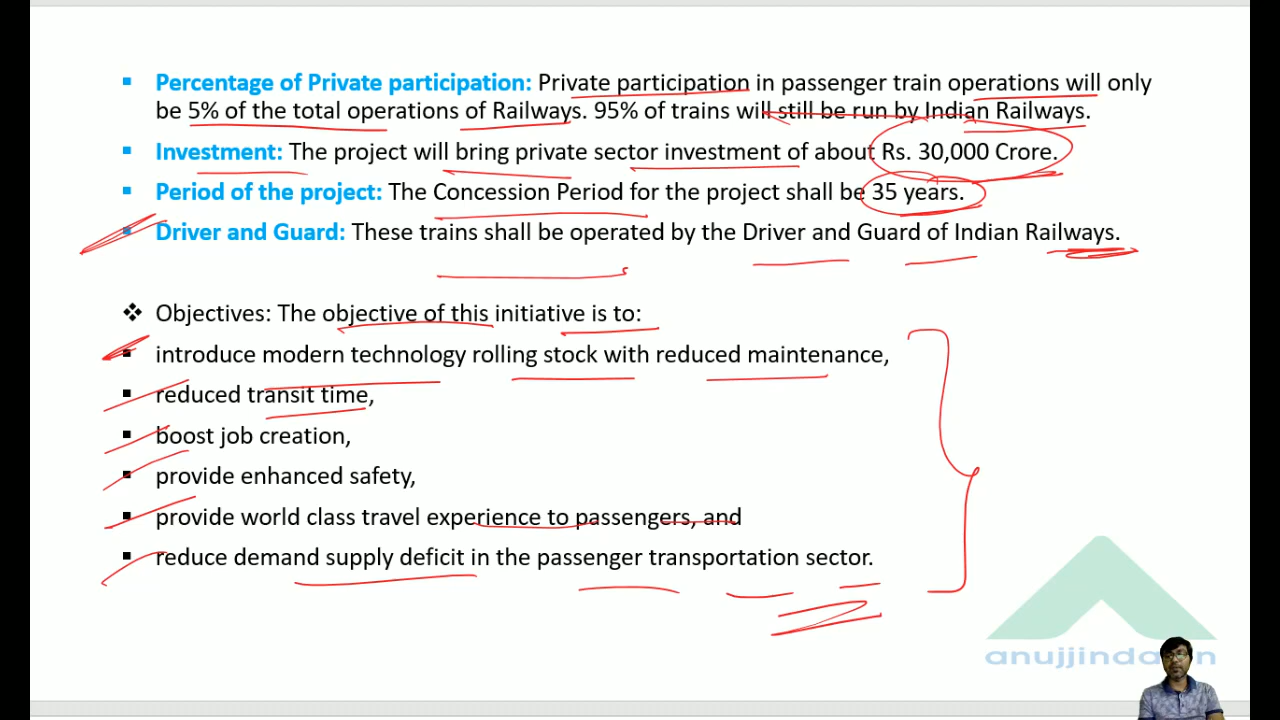 Percentage of Private participation: Private participation in passenger train operations will only
be 5% of the total operations of Railways. 95% of trains will still be run by Indian Railways.
Investment: The project will bring private sector investment of about Rs. 30,000 Crore.
Period of the project: The Concession Period for the project shall be 35 years.
Driver and Guard: These trains shall be operated by the Driver and Guard of Indian Railways.
Objectives: The objective of this initiative is to:
introduce modern technology rolling stock with reduced maintenance,
reduced transit time,
boost job creation,
provide enhanced safety,
provide world class travel experience to passengers, and
reduce demand supply deficit in the passenger transportation sector.